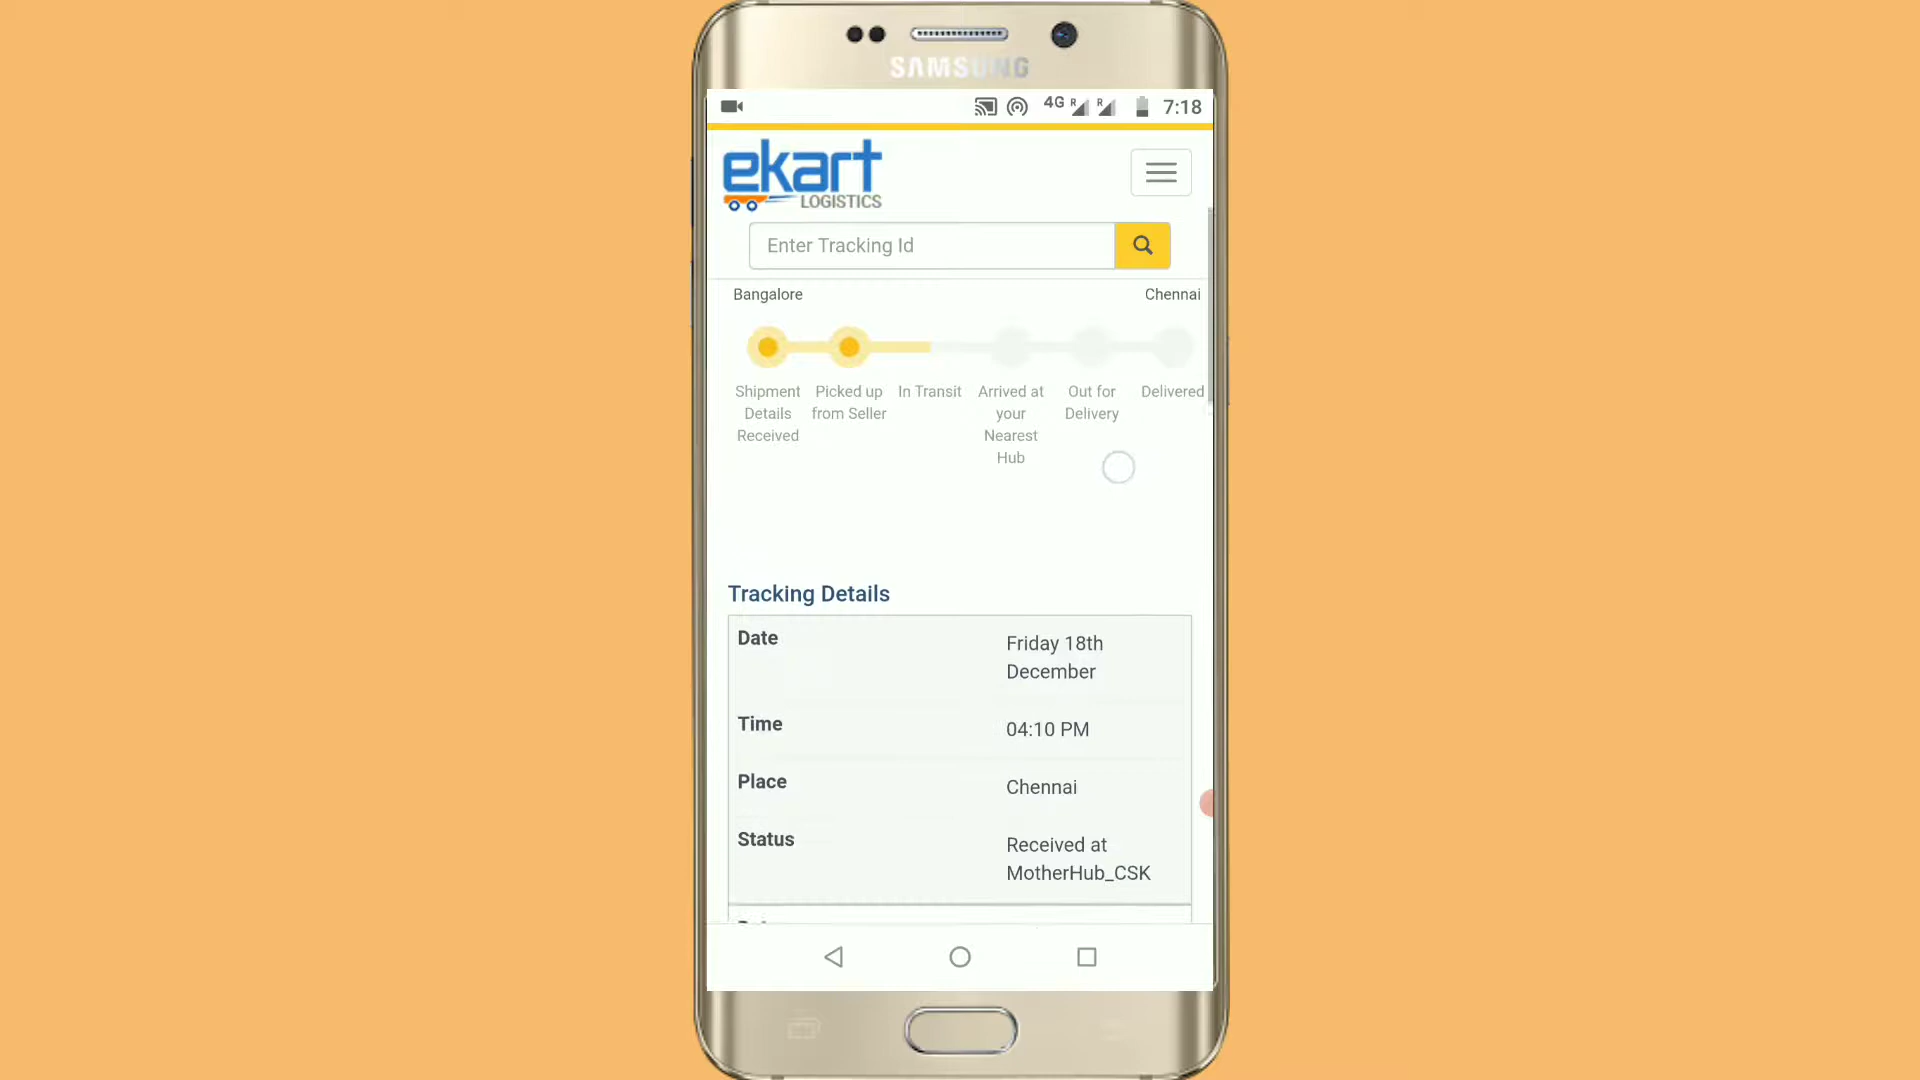 SAMSUNG
4G R R 7:18
ekart
LOGISTICS
Enter Tracking Id
Bangalore Chennai
Shipment Details Received
Picked up from Seller
In Transit
Arrived at your Nearest Hub
Out for Delivery
Delivered
Tracking Details
Date Friday 18th
December
Time 04:10 PM
Place Chennai
Status Received at
MotherHub_CSK